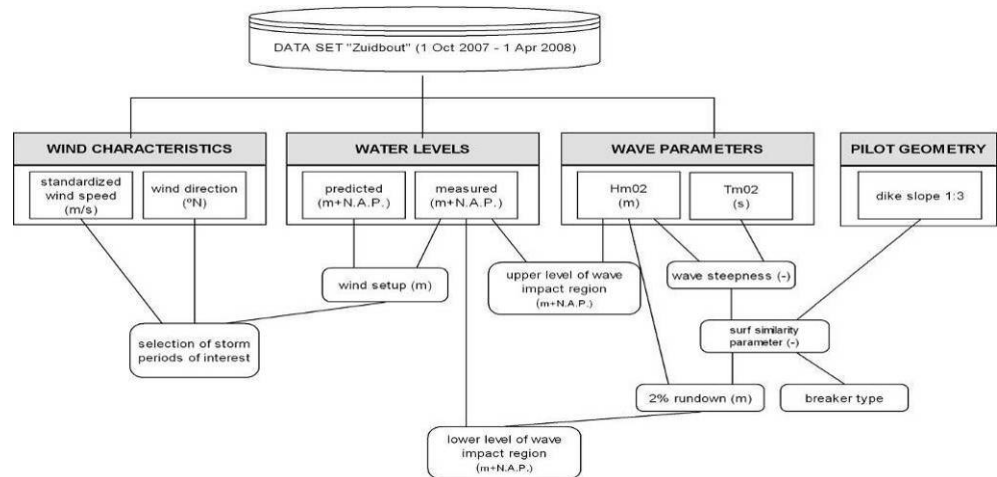 DATA SET "Zuidbout" (1 Oct 2007 - 1 Apr 2008)
WIND CHARACTERISTICS
standardized
wind speed
(m/s)
wind direction
(ºN)
WATER LEVELS
predicted
(m+N.A.P.)
measured
(m+N.A.P.)
WAVE PARAMETERS
Hm02
(m)
Tm02
(s)
PILOT GEOMETRY
dike slope 1:3
wind setup (m)
upper level of wave
impact region
(m+N.A.P.)
wave steepness (-)
selection of storm
periods of interest
surf similarity
parameter (-)
2% rundown (m)
breaker type
lower level of wave
impact region
(m+N.A.P.)